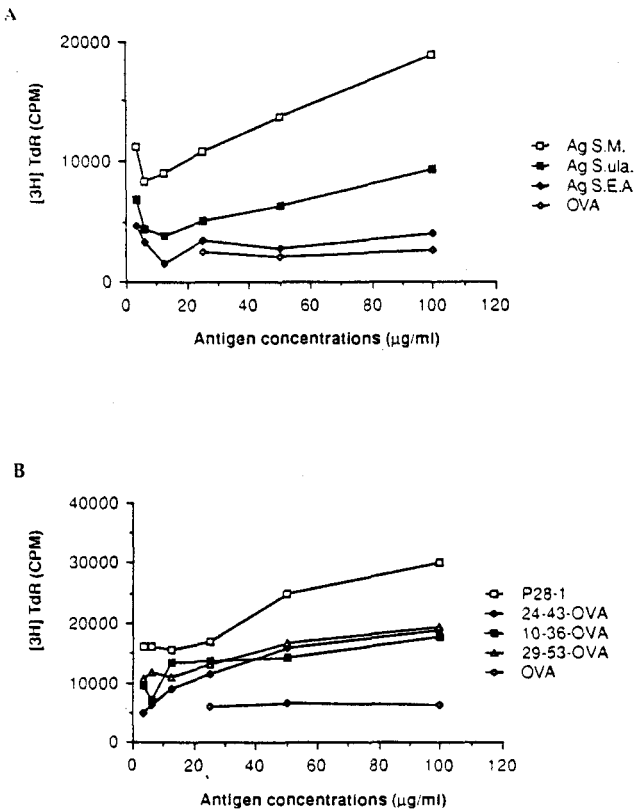 A
20000
10000
0
[3H] TdR (CPM)
0 20 40 60 80 100 120
Antigen concentrations (µg/ml)
Ag S.M.
Ag S.ula.
Ag S.E.A
OVA
B
40000
30000
20000
10000
0
[3H] TdR (CPM)
0 20 40 60 80 100 120
Antigen concentrations (µg/ml)
P28-1
24-43-OVA
10-36-OVA
29-53-OVA
OVA